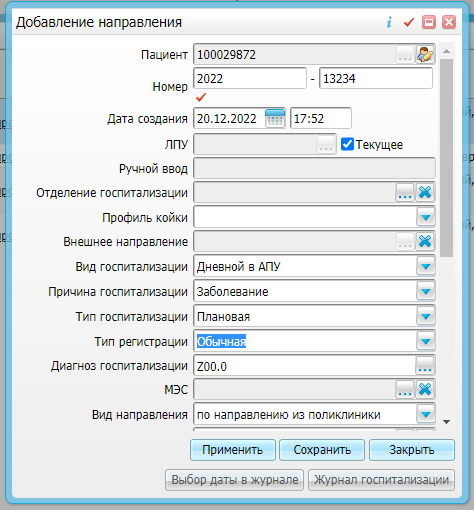 Добавление направления
Пациент 100029872 ...
Номер 2022 - 13234
Дата создания 20.12.2022 17:52
ЛПУ ... Текущее
Ручной ввод
Отделение госпитализации ...
Профиль койки
Внешнее направление ...
Вид госпитализации Дневной в АПУ
Причина госпитализации Заболевание
Тип госпитализации Плановая
Тип регистрации Обычная
Диагноз госпитализации Z00.0 ...
МЭС ...
Вид направления по направлению из поликлиники
Применить Сохранить Закрыть
Выбор даты в журнале Журнал госпитализации